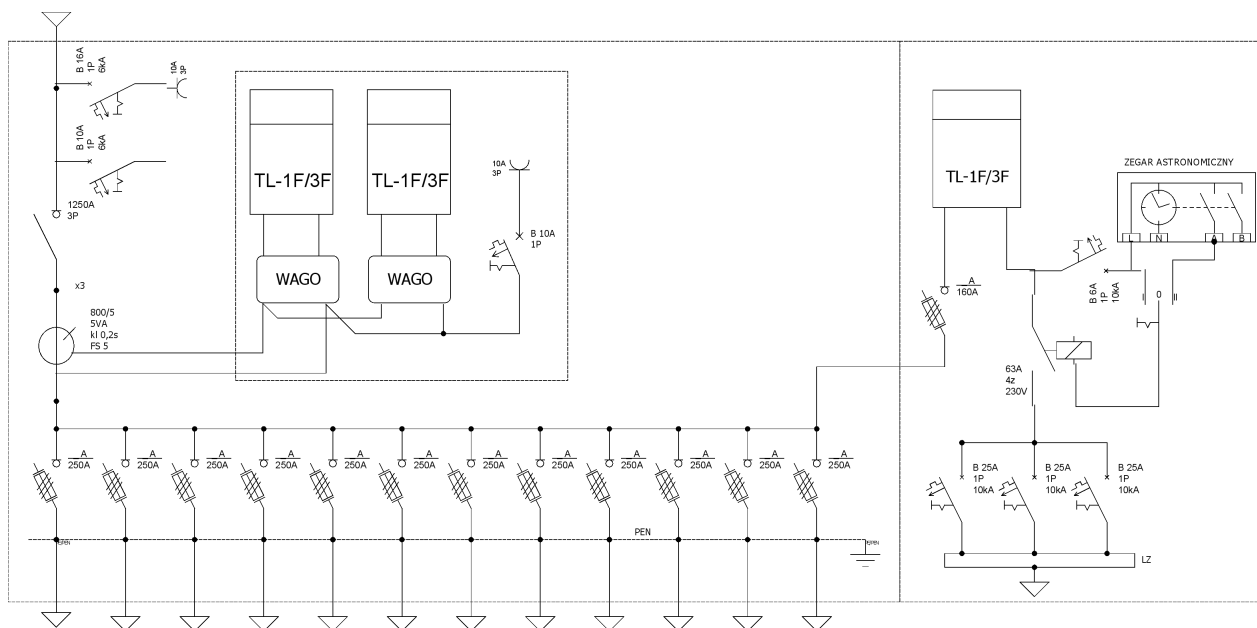 B 16A
1P
6kA
10A
3P
B 10A
1P
6kA
1250A
3P
x3
800/5
5VA
kl 0,2s
FS 5
TL-1F/3F
TL-1F/3F
WAGO
WAGO
10A
3P
B 10A
1P
TL-1F/3F
A
160A
ZEGAR ASTRONOMICZNY
L
N
A
B
B 6A
1P
10kA
I
0
II
63A
4z
230V
A
250A
A
250A
A
250A
A
250A
A
250A
A
250A
A
250A
A
250A
A
250A
A
250A
A
250A
A
250A
B 25A
1P
10kA
B 25A
1P
10kA
B 25A
1P
10kA
PEN
LZ